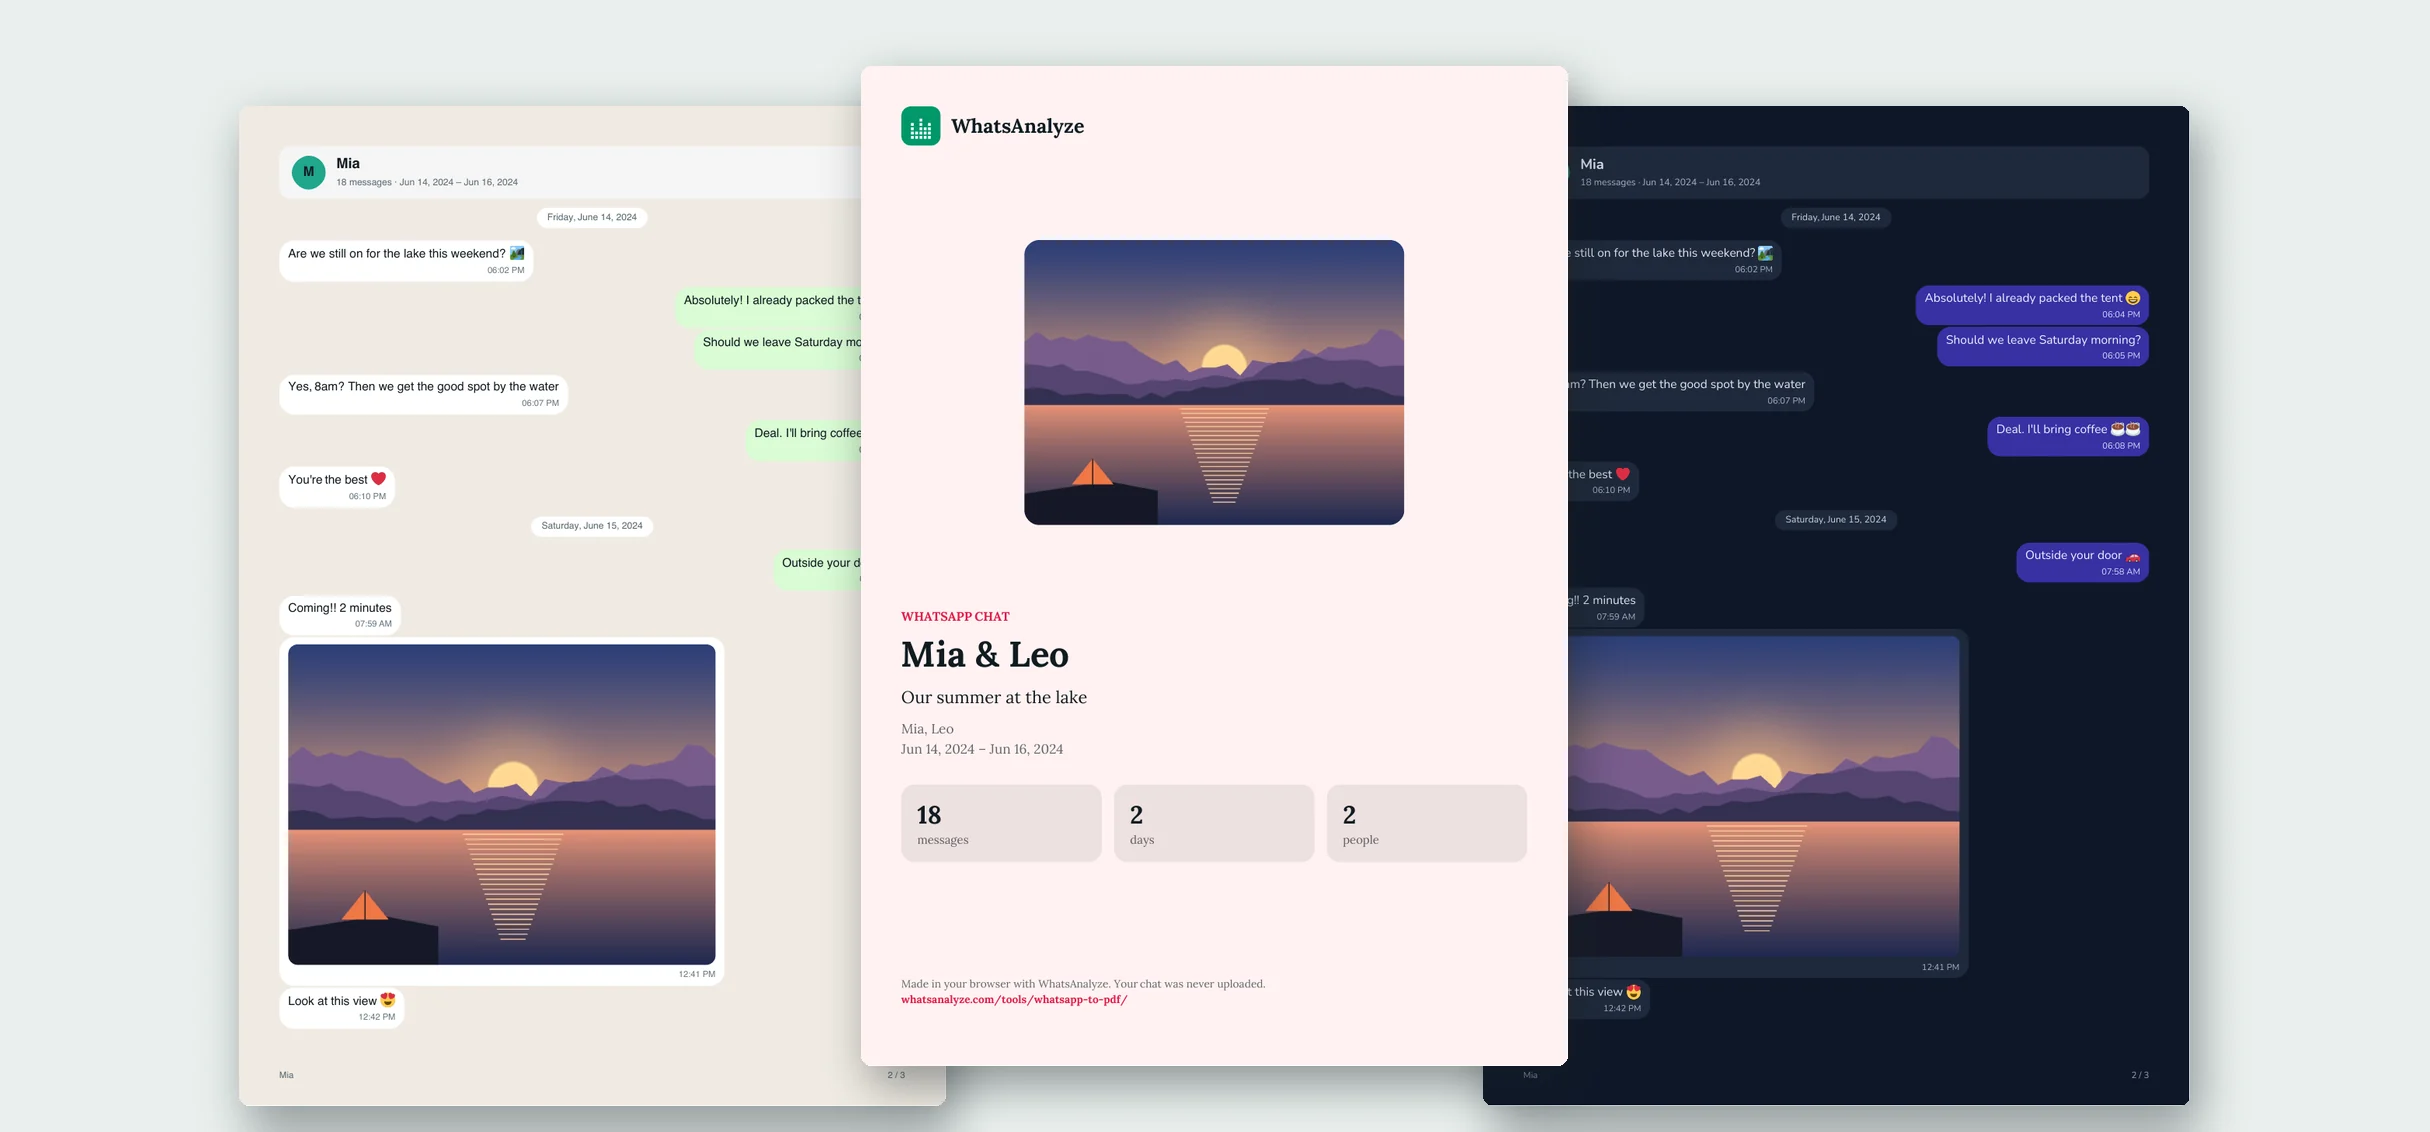 M
Mia
18 messages · Jun 14, 2024 – Jun 16, 2024
Friday, June 14, 2024
Are we still on for the lake this weekend?
06:02 PM
Absolutely! I already packed the
Should we leave Saturday
Yes, 8am? Then we get the good spot by the water
06:07 PM
Deal. I'll bring coffee
You're the best
06:10 PM
Saturday, June 15, 2024
Outside your
Coming!! 2 minutes
07:59 AM
12:41 PM
Look at this view
12:42 PM
Mia
2 / 3
WhatsAnalyze
WHATSAPP CHAT
Mia & Leo
Our summer at the lake
Mia, Leo
Jun 14, 2024 – Jun 16, 2024
18
messages
2
days
2
people
Made in your browser with WhatsAnalyze. Your chat was never uploaded.
whatsanalyze.com/tools/whatsapp-to-pdf/
Mia
18 messages · Jun 14, 2024 – Jun 16, 2024
Friday, June 14, 2024
still on for the lake this weekend?
06:02 PM
Absolutely! I already packed the tent
06:04 PM
Should we leave Saturday morning?
06:05 PM
Then we get the good spot by the water
06:07 PM
Deal. I'll bring coffee
06:08 PM
the best
06:10 PM
Saturday, June 15, 2024
Outside your door
07:58 AM
2 minutes
07:59 AM
12:41 PM
this view
12:42 PM
Mia
2 / 3